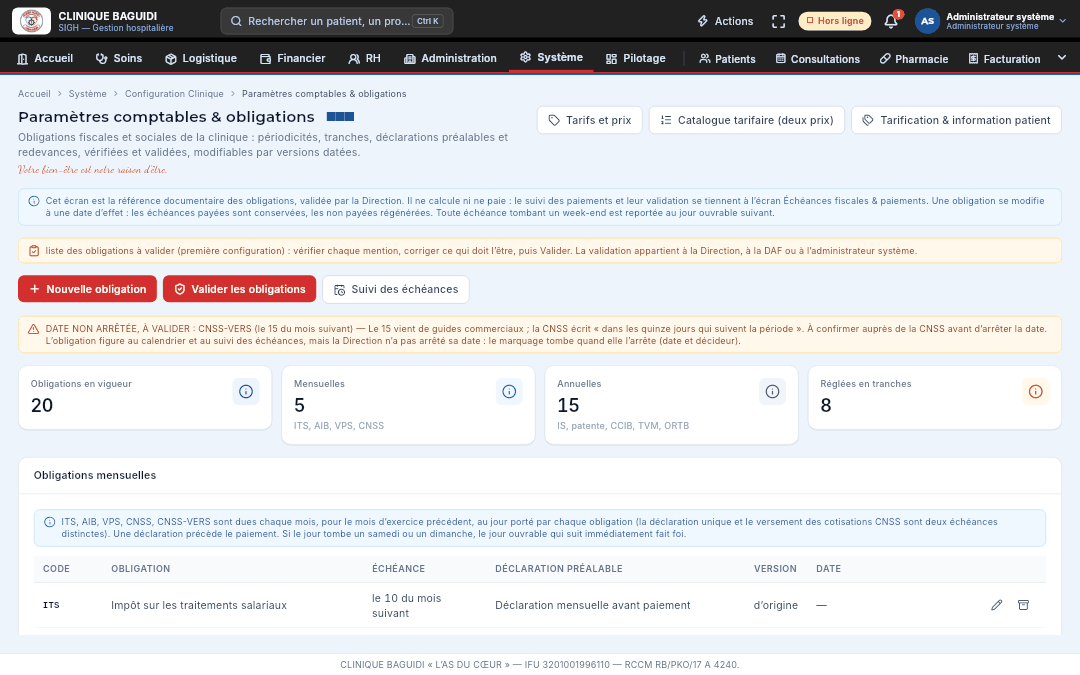 CLINIQUE BAGUIDI
SIGH — Gestion hospitalière
Rechercher un patient, un pro... Ctrl K
Actions
Hors ligne
1
AS
Administrateur système
Administrateur système
Accueil
Soins
Logistique
Financier
RH
Administration
Système
Pilotage
Patients
Consultations
Pharmacie
Facturation
Accueil > Système > Configuration Clinique > Paramètres comptables & obligations
Paramètres comptables & obligations
Obligations fiscales et sociales de la clinique : périodicités, tranches, déclarations préalables et
redevances, vérifiées et validées, modifiables par versions datées.
Votre bien-être est notre raison d'être.
Tarifs et prix
Catalogue tarifaire (deux prix)
Tarification & information patient
Cet écran est la référence documentaire des obligations, validée par la Direction. Il ne calcule ni ne paie : le suivi des paiements et leur validation se tiennent à l'écran Échéances fiscales & paiements. Une obligation se modifie
à une date d'effet : les échéances payées sont conservées, les non payées régénérées. Toute échéance tombant un week-end est reportée au jour ouvrable suivant.
liste des obligations à valider (première configuration) : vérifier chaque mention, corriger ce qui doit l'être, puis Valider. La validation appartient à la Direction, à la DAF ou à l'administrateur système.
Nouvelle obligation
Valider les obligations
Suivi des échéances
DATE NON ARRÊTÉE, À VALIDER : CNSS-VERS (le 15 du mois suivant) — Le 15 vient de guides commerciaux ; la CNSS écrit « dans les quinze jours qui suivent la période ». À confirmer auprès de la CNSS avant d'arrêter la date.
L'obligation figure au calendrier et au suivi des échéances, mais la Direction n'a pas arrêté sa date : le marquage tombe quand elle l'arrête (date et décideur).
Obligations en vigueur
20
Mensuelles
5
ITS, AIB, VPS, CNSS
Annuelles
15
IS, patente, CCIB, TVM, ORTB
Réglées en tranches
8
Obligations mensuelles
ITS, AIB, VPS, CNSS, CNSS-VERS sont dues chaque mois, pour le mois d'exercice précédent, au jour porté par chaque obligation (la déclaration unique et le versement des cotisations CNSS sont deux échéances
distinctes). Une déclaration précède le paiement. Si le jour tombe un samedi ou un dimanche, le jour ouvrable qui suit immédiatement fait foi.
CODE OBLIGATION ÉCHÉANCE DÉCLARATION PRÉALABLE VERSION DATE
ITS Impôt sur les traitements salariaux le 10 du mois suivant Déclaration mensuelle avant paiement d'origine —
CLINIQUE BAGUIDI « L'AS DU CŒUR » — IFU 3201001996110 — RCCM RB/PKO/17 A 4240.